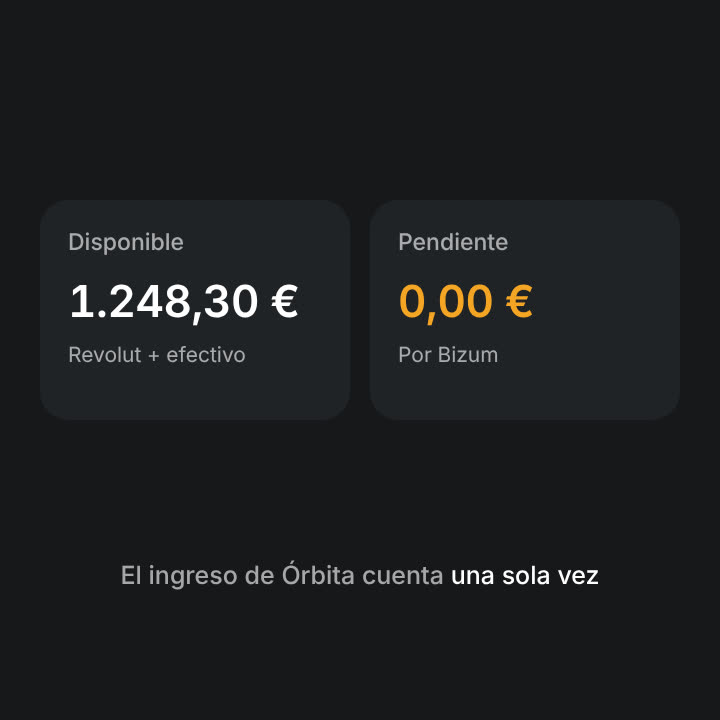 Disponible
1.248,30 €
Revolut + efectivo
Pendiente
0,00 €
Por Bizum
El ingreso de Órbita cuenta una sola vez